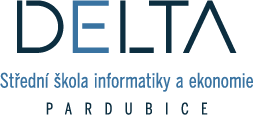 DELTA
Střední škola informatiky a ekonomie
PARDUBICE